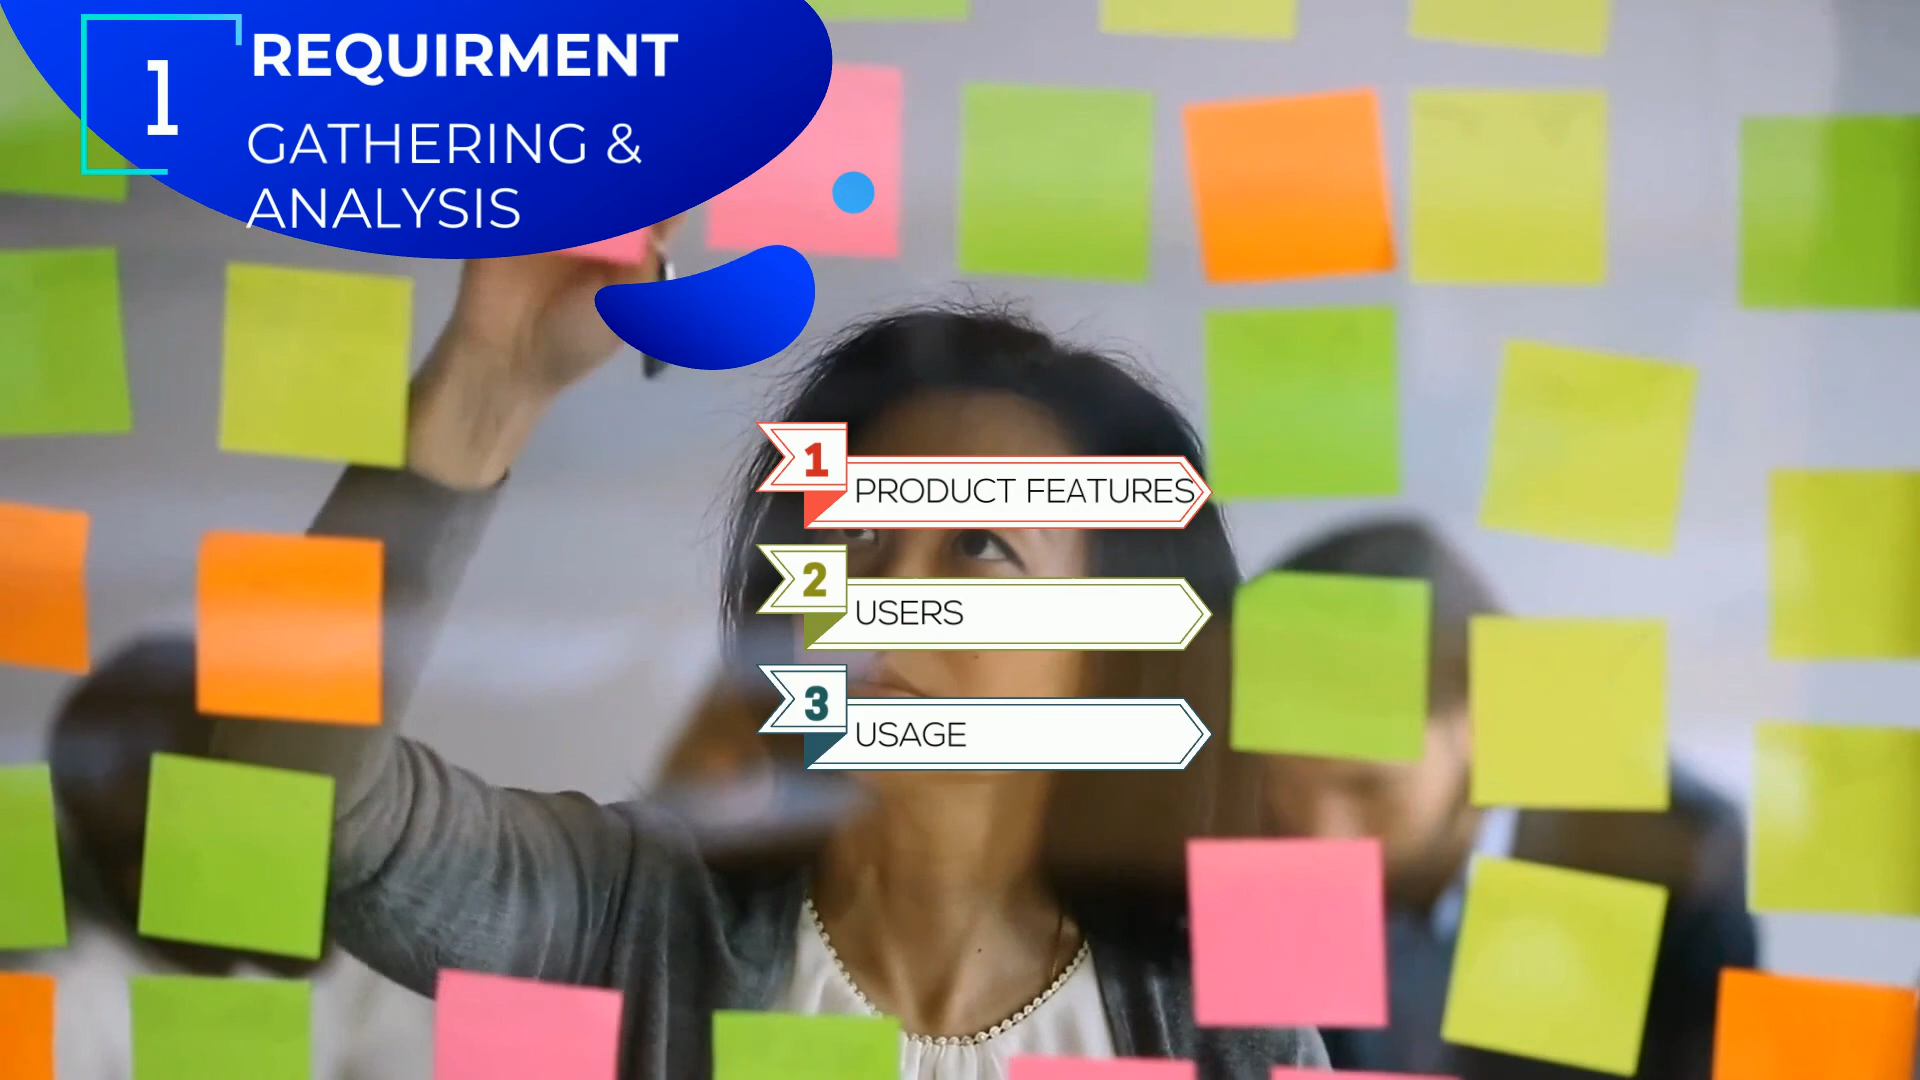 1
REQUIRMENT
GATHERING &
ANALYSIS
1
PRODUCT FEATURES
2
USERS
3
USAGE